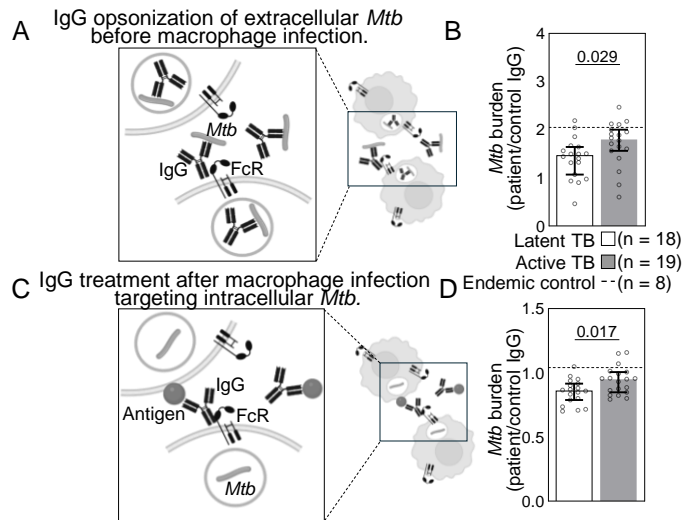 A
IgG opsonization of extracellular Mtb
before macrophage infection.
Mtb
IgG
FcR
B
Mtb burden
(patient/control IgG)
4
3
2
1
0
0.029
Latent TB (n = 18)
Active TB (n = 19)
Endemic control --(n = 8)
C
IgG treatment after macrophage infection
targeting intracellular Mtb.
IgG
Antigen
FcR
Mtb
D
Mtb burden
(patient/control IgG)
1.5
1.0
0.5
0.0
0.017